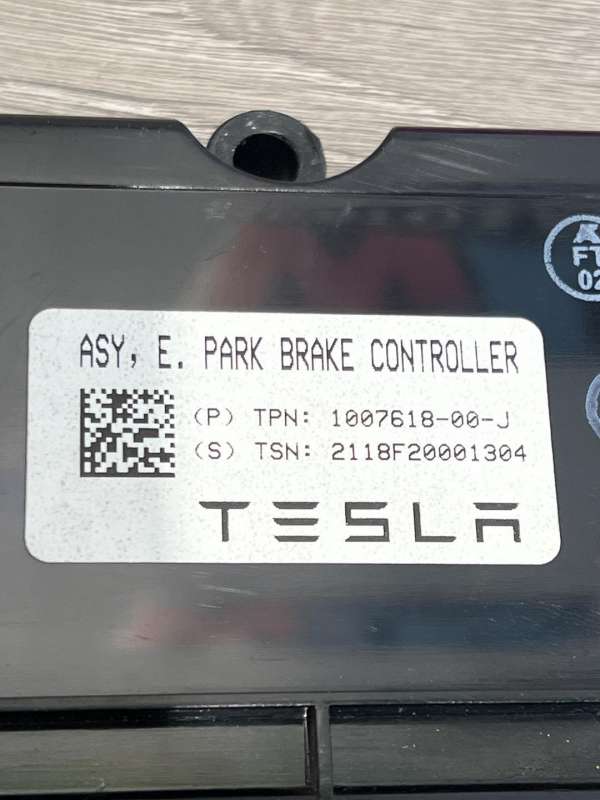 ASY, E. PARK BRAKE CONTROLLER
(P) TPN: 1007618-00-J
(S) TSN: 2118F20001304
TESLA